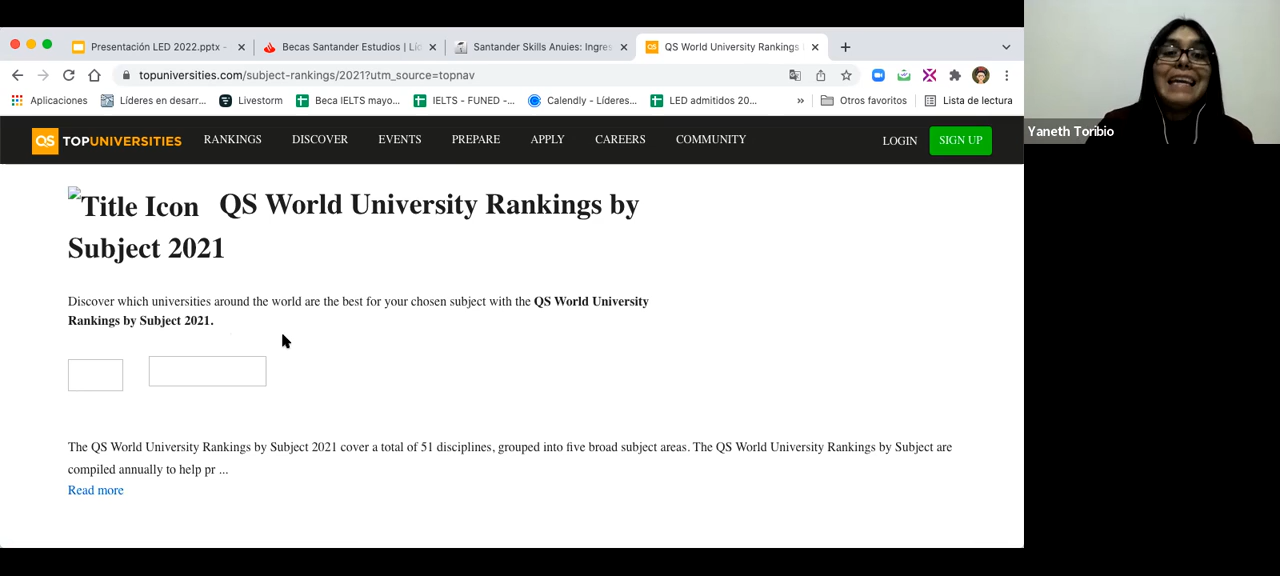 Presentación LED 2022.pptx -
Becas Santander Estudios | Líc
Santander Skills Anuies: Ingres
QS World University Rankings
topuniversities.com/subject-rankings/2021?utm_source=topnav
Aplicaciones
Líderes en desarr...
Livestorm
Beca IELTS mayo...
IELTS - FUNED -...
Calendly - Líderes...
LED admitidos 20...
»
Otros favoritos
Lista de lectura
QS TOPUNIVERSITIES
RANKINGS
DISCOVER
EVENTS
PREPARE
APPLY
CAREERS
COMMUNITY
LOGIN
SIGN UP
Title Icon QS World University Rankings by
Subject 2021
Discover which universities around the world are the best for your chosen subject with the QS World University
Rankings by Subject 2021.
The QS World University Rankings by Subject 2021 cover a total of 51 disciplines, grouped into five broad subject areas. The QS World University Rankings by Subject are
compiled annually to help pr ...
Read more
Yaneth Toribio